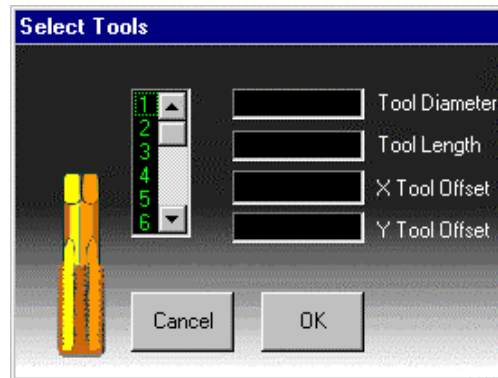 Select Tools
1
2
3
4
5
6
Tool Diameter
Tool Length
X Tool Offset
Y Tool Offset
Cancel
OK